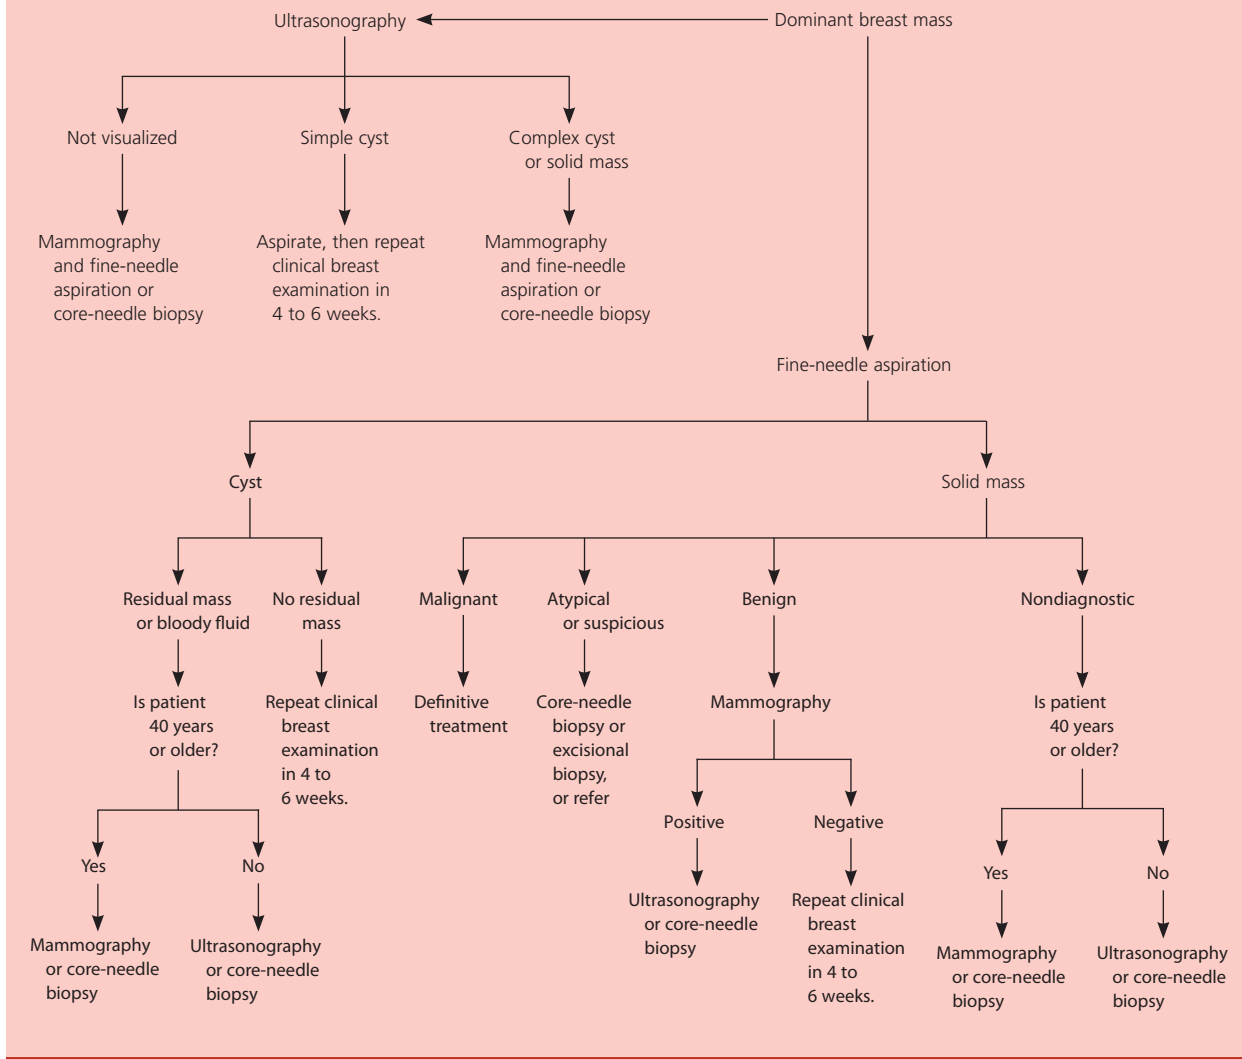 Ultrasonography
Dominant breast mass
Not visualized
Simple cyst
Complex cyst
or solid mass
Mammography
and fine-needle
aspiration or
core-needle biopsy
Aspirate, then repeat
clinical breast
examination in
4 to 6 weeks.
Mammography
and fine-needle
aspiration or
core-needle biopsy
Fine-needle aspiration
Cyst
Solid mass
Residual mass
or bloody fluid
No residual
mass
Malignant
Atypical
or suspicious
Benign
Nondiagnostic
Is patient
40 years
or older?
Repeat clinical
breast
examination
in 4 to
6 weeks.
Definitive
treatment
Core-needle
biopsy or
excisional
biopsy,
or refer
Mammography
Is patient
40 years
or older?
Positive
Negative
Yes
No
Yes
No
Mammography
or core-needle
biopsy
Ultrasonography
or core-needle
biopsy
Ultrasonography
or core-needle
biopsy
Repeat clinical
breast
examination
in 4 to
6 weeks.
Mammography
or core-needle
biopsy
Ultrasonography
or core-needle
biopsy